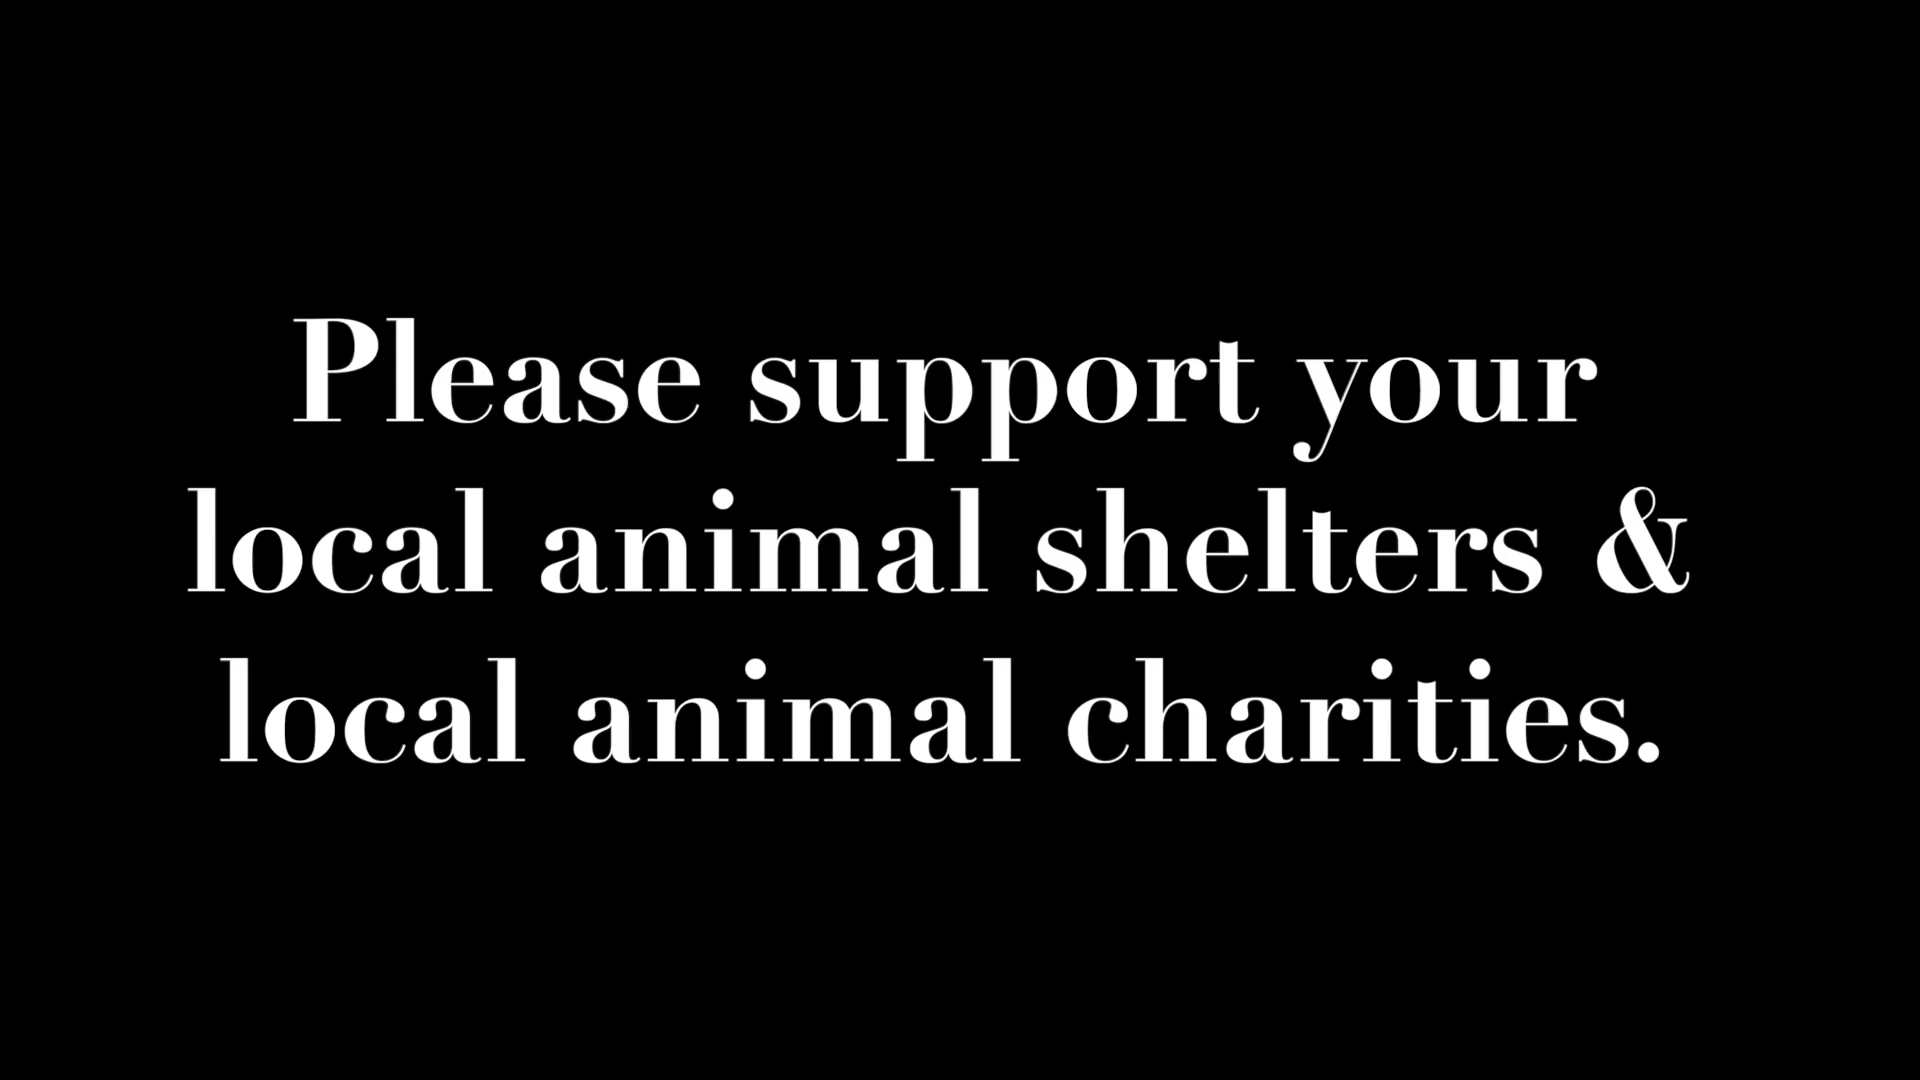 Please support your
local animal shelters &
local animal charities.